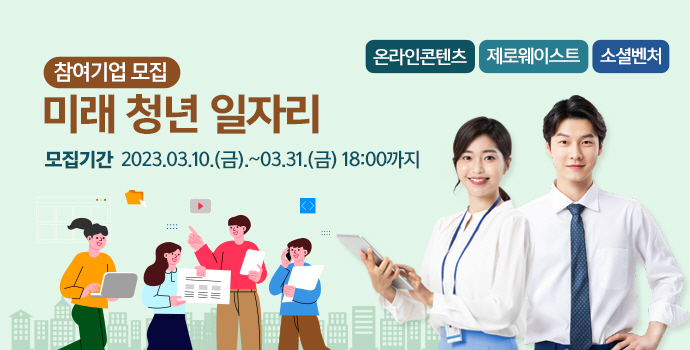 온라인콘텐츠 제로웨이스트 소셜벤처
참여기업 모집
미래 청년 일자리
모집기간 2023.03.10.(금).~03.31.(금) 18:00까지